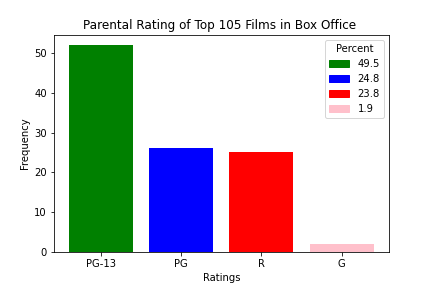 Parental Rating of Top 105 Films in Box Office
Percent
49.5
24.8
23.8
1.9
Frequency
50
40
30
20
10
0
PG-13 PG R G
Ratings